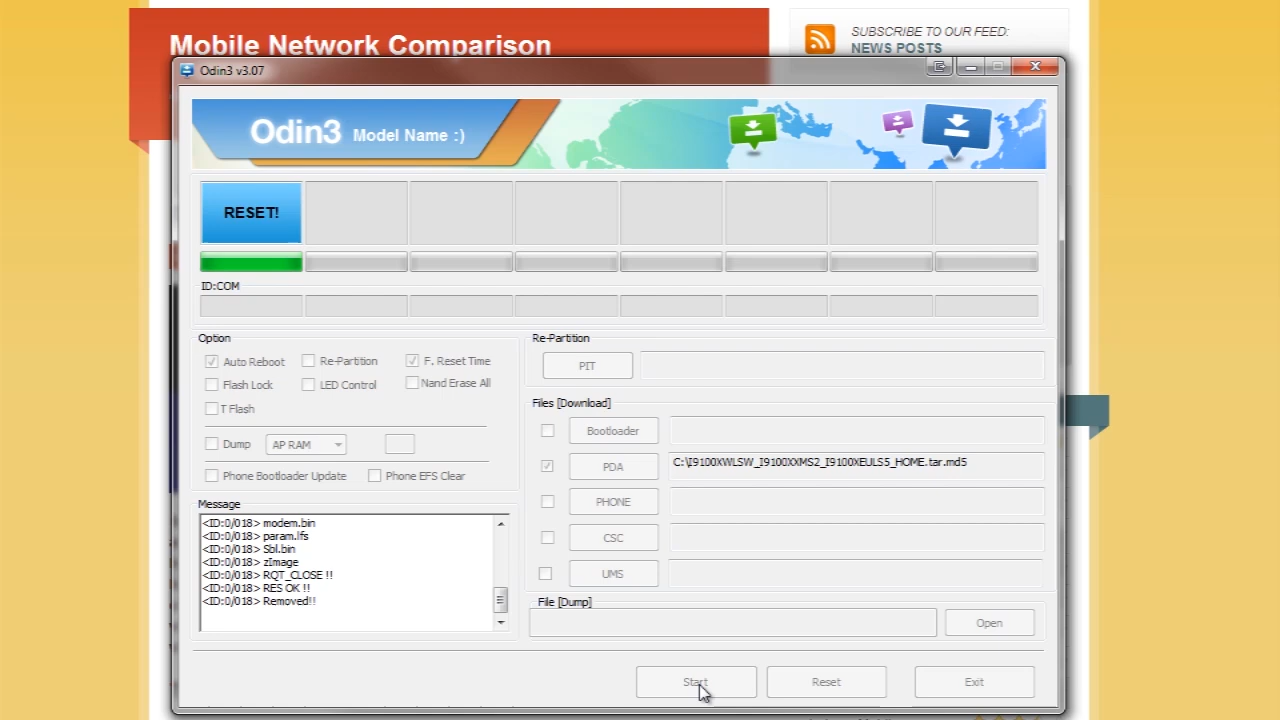 Mobile Network Comparison
SUBSCRIBE TO OUR FEED:
NEWS POSTS
Odin3 v3.07
Odin3 Model Name :)
RESET!
ID:COM
Option
Auto Reboot
Re-Partition
F. Reset Time
Flash Lock
LED Control
Nand Erase All
T Flash
Dump
AP RAM
Phone Bootloader Update
Phone EFS Clear
Message
<ID:0/018> modem.bin
<ID:0/018> param.lfs
<ID:0/018> Sbl.bin
<ID:0/018> zImage
<ID:0/018> RQT_CLOSE !!
<ID:0/018> RES OK !!
<ID:0/018> Removed!!
Re-Partition
PIT
Files [Download]
Bootloader
PDA
C:\I9100XWLSW_I9100XXMS2_I9100XEULS5_HOME.tar.md5
PHONE
CSC
UMS
File [Dump]
Open
Start
Reset
Exit